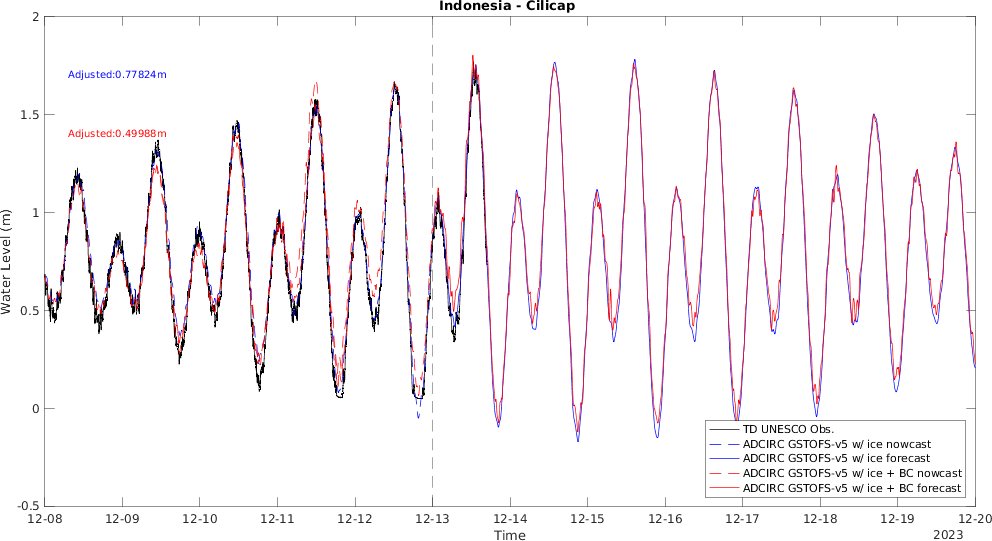 Indonesia - Cilicap
Adjusted:0.77824m
Adjusted:0.49988m
Water Level (m)
2
1.5
1
0.5
0
-0.5
12-08 12-09 12-10 12-11 12-12 12-13 12-14 12-15 12-16 12-17 12-18 12-19 12-20
Time
2023
TD UNESCO Obs.
ADCIRC GSTOFS-v5 w/ ice nowcast
ADCIRC GSTOFS-v5 w/ ice forecast
ADCIRC GSTOFS-v5 w/ ice + BC nowcast
ADCIRC GSTOFS-v5 w/ ice + BC forecast